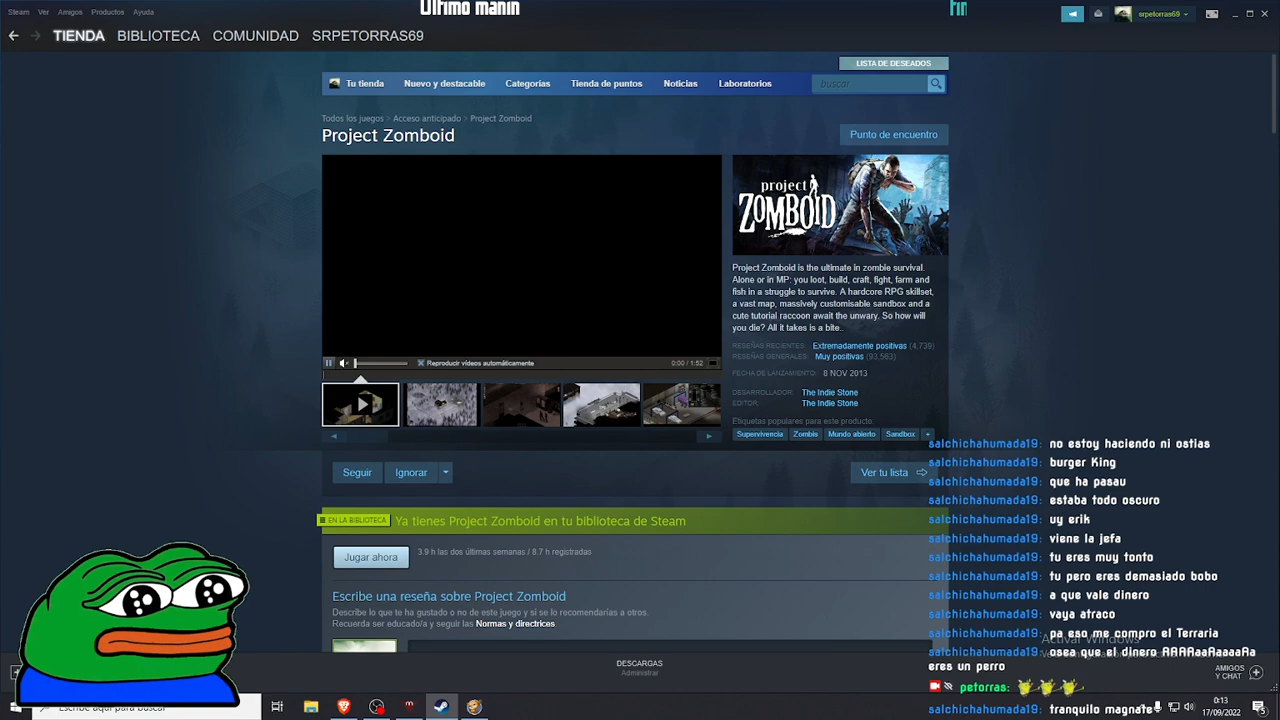 Steam Ver Amigos Productos Ayuda
Último manin
srpetorras69
TIENDA BIBLIOTECA COMUNIDAD SRPETORRAS69
LISTA DE DESEADOS
Tu tienda Nuevo y destacable Categorías Tienda de puntos Noticias Laboratorios buscar
Todos los juegos > Acceso anticipado > Project Zomboid
Project Zomboid
Punto de encuentro
project
ZOMBOID
Project Zomboid is the ultimate in zombie survival.
Alone or in MP: you loot, build, craft, fight, farm and
fish in a struggle to survive. A hardcore RPG skillset,
a vast map, massively customisable sandbox and a
cute tutorial raccoon await the unwary. So how will
you die? All it takes is a bite..
RESEÑAS RECIENTES: Extremadamente positivas (4,739)
RESEÑAS GENERALES: Muy positivas (93,563)
Reproducir vídeos automáticamente 0:00 / 1:52
FECHA DE LANZAMIENTO: 8 NOV 2013
DESARROLLADOR: The Indie Stone
EDITOR: The Indie Stone
Etiquetas populares para este producto:
Supervivencia Zombis Mundo abierto Sandbox +
Seguir Ignorar Ver tu lista
EN LA BIBLIOTECA Ya tienes Project Zomboid en tu biblioteca de Steam
Jugar ahora 3.9 h las dos últimas semanas / 8.7 h registradas
Escribe una reseña sobre Project Zomboid
Describe lo que te ha gustado o no de este juego y si se lo recomendarías a otros.
Recuerda ser educado/a y seguir las Normas y directrices
salchichahumada19: no estoy haciendo ni ostias
salchichahumada19: burger King
salchichahumada19: que ha pasau
salchichahumada19: estaba todo oscuro
salchichahumada19: uy erik
salchichahumada19: viene la jefa
salchichahumada19: tu eres muy tonto
salchichahumada19: tu pero eres demasiado bobo
salchichahumada19: a que vale dinero
salchichahumada19: vaya atraco
salchichahumada19: pa eso me compro el Terraria
Activar Windows
salchichahumada19: osea que el dinero AAAAaaRaaaaRa
eres un perro
petorras:
salchichahumada19: tranquilo magnate
DESCARGAS
Administrar
AMIGOS
Y CHAT
Escribe aquí para buscar
0:13
17/09/2022